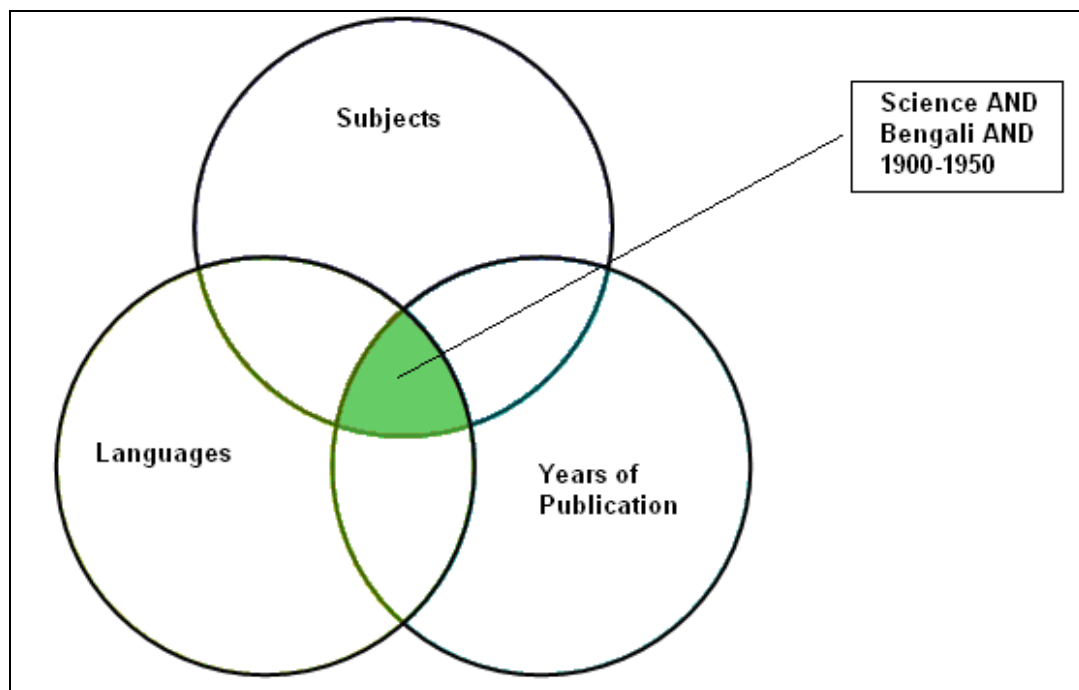 Subjects
Science AND
Bengali AND
1900-1950
Languages
Years of
Publication